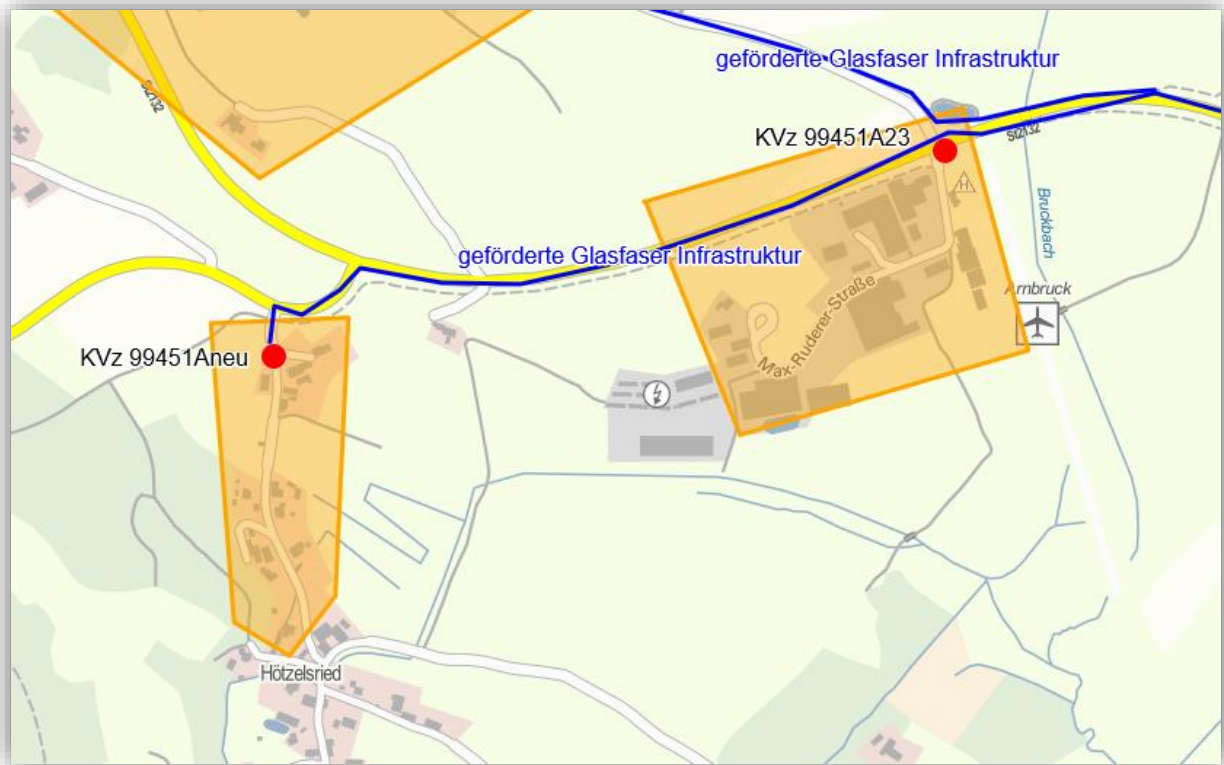 geförderte Glasfaser Infrastruktur
St2132
KVz 99451A23
St2132
H
Bruckbach
geförderte Glasfaser Infrastruktur
Arnbruck
Max-Ruderer-Straße
KVz 99451Aneu
Hötzelsried